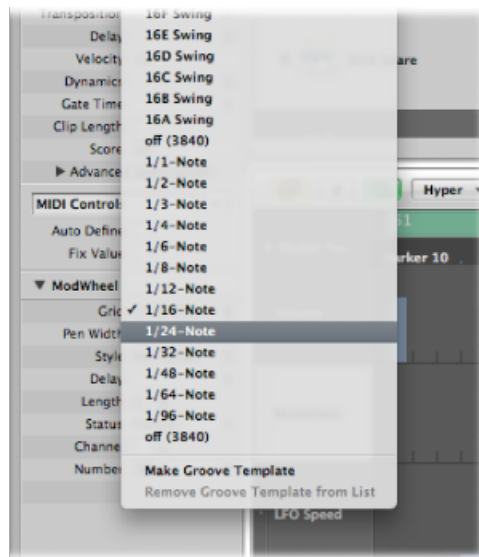 Transposition
Delay
Velocity
Dynamics
Gate Time
Clip Length
Score
Advance
MIDI Control
Auto Define
Fix Value
ModWheel
Grid
Pen Width
Style
Delay
Length
Status
Channe
Number
16F Swing
16E Swing
16D Swing
16C Swing
16B Swing
16A Swing
off (3840)
1/1-Note
1/2-Note
1/3-Note
1/4-Note
1/6-Note
1/8-Note
1/12-Note
✓ 1/16-Note
1/24-Note
1/32-Note
1/48-Note
1/64-Note
1/96-Note
off (3840)
Make Groove Template
Remove Groove Template from List
Hyper
LFO Speed